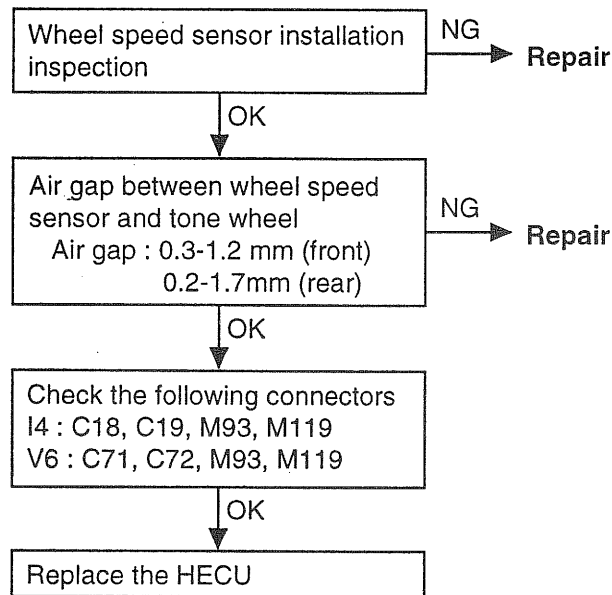 Wheel speed sensor installation
inspection
NG
Repair
OK
Air gap between wheel speed
sensor and tone wheel
Air gap : 0.3-1.2 mm (front)
0.2-1.7mm (rear)
NG
Repair
OK
Check the following connectors
I4 : C18, C19, M93, M119
V6 : C71, C72, M93, M119
OK
Replace the HECU